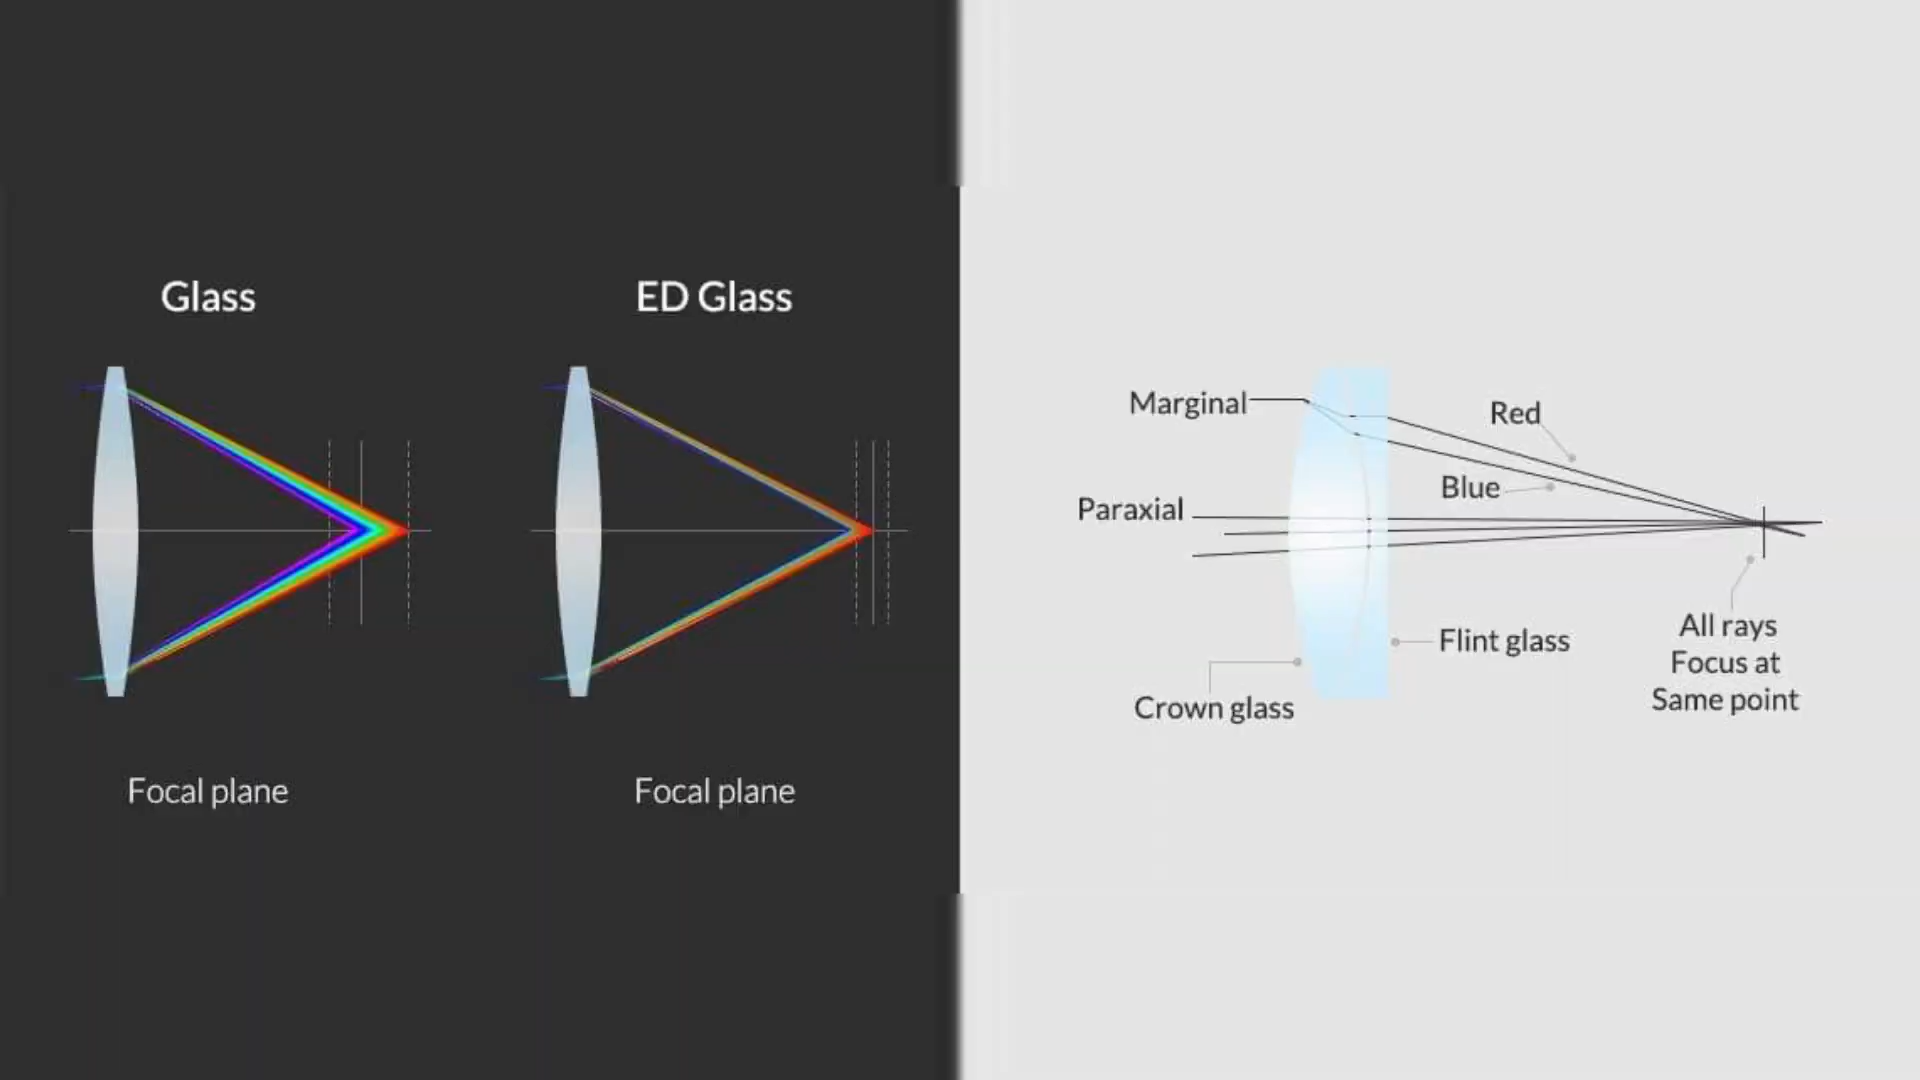 Glass
ED Glass
Focal plane
Focal plane
Marginal
Red
Blue
Paraxial
Flint glass
Crown glass
All rays
Focus at
Same point